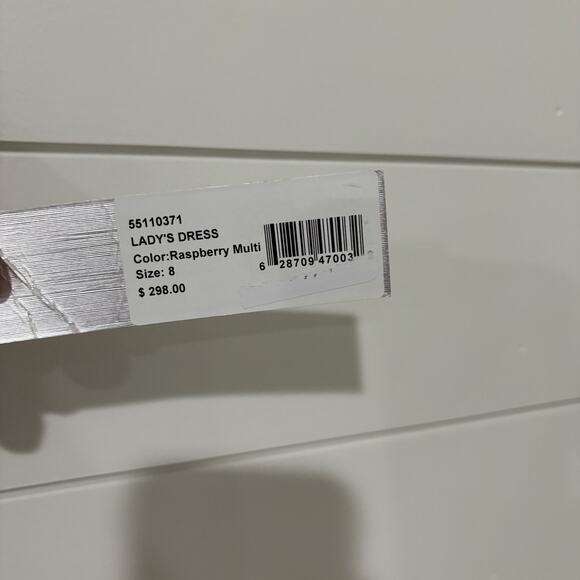 55110371
LADY'S DRESS
Color:Raspberry Multi
Size: 8
$ 298.00
6 28709 47003